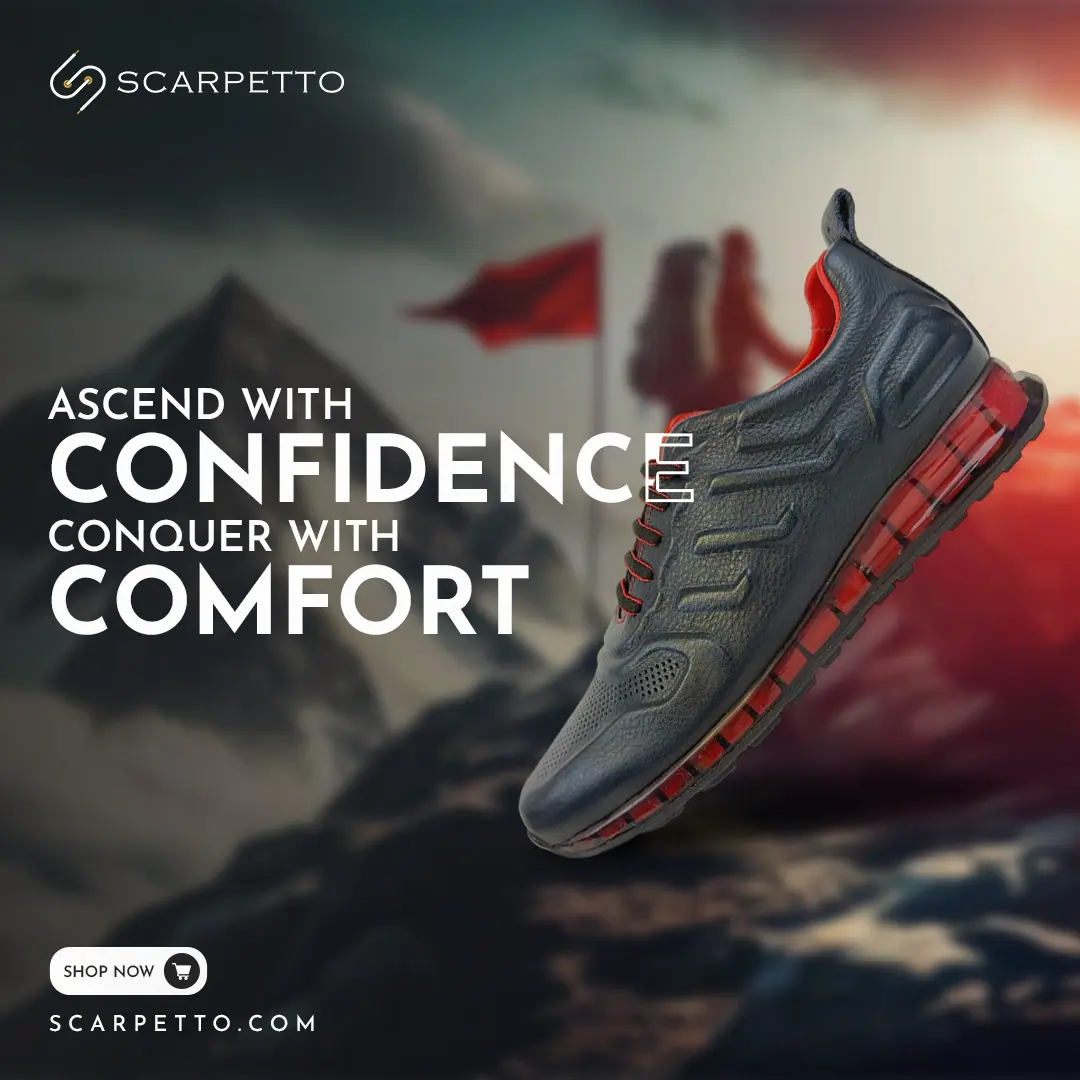 SCARPETTO
ASCEND WITH
CONFIDENCE
CONQUER WITH
COMFORT
SHOP NOW
SCARPETTO.COM